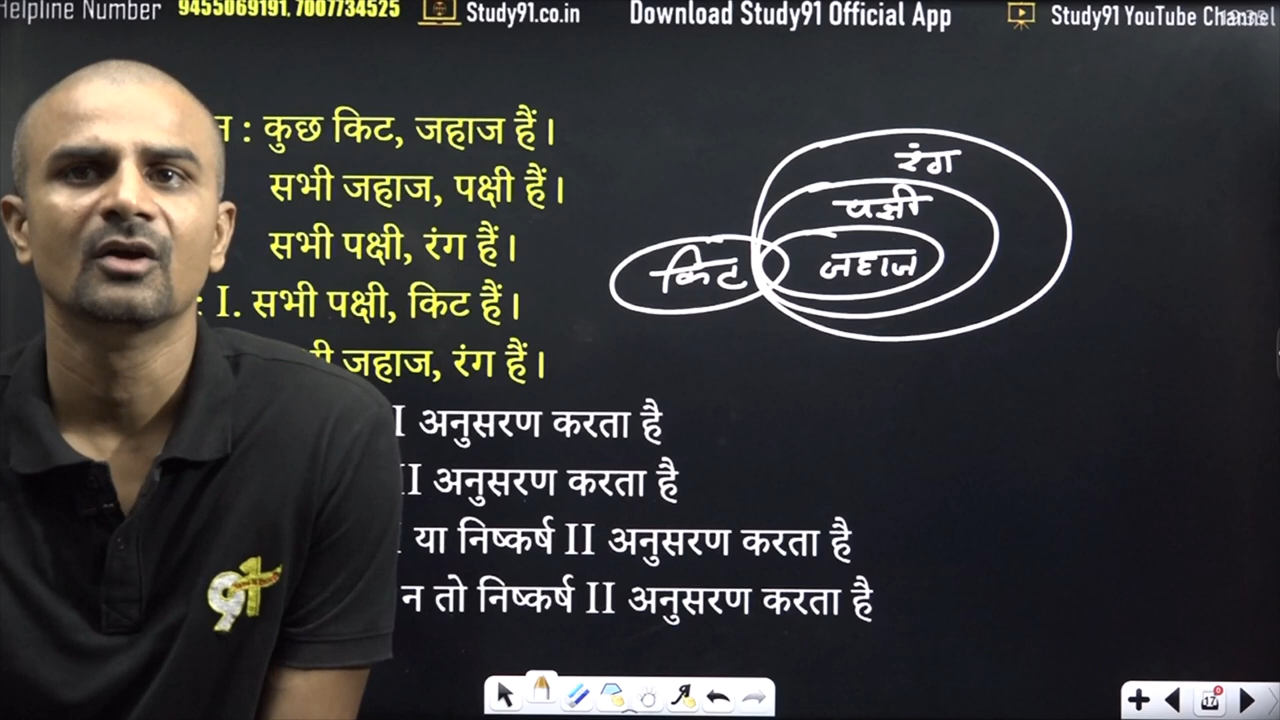 Helpline Number 9455069191, 7007734525 Study91.co.in Download Study91 Official App Study91 YouTube Channel
: कुछ किट, जहाज हैं।
सभी जहाज, पक्षी हैं।
सभी पक्षी, रंग हैं।
: I. सभी पक्षी, किट हैं।
जहाज, रंग हैं।
I अनुसरण करता है
II अनुसरण करता है
या निष्कर्ष II अनुसरण करता है
न तो निष्कर्ष II अनुसरण करता है
रंग
पक्षी
किट जहाज
91
17